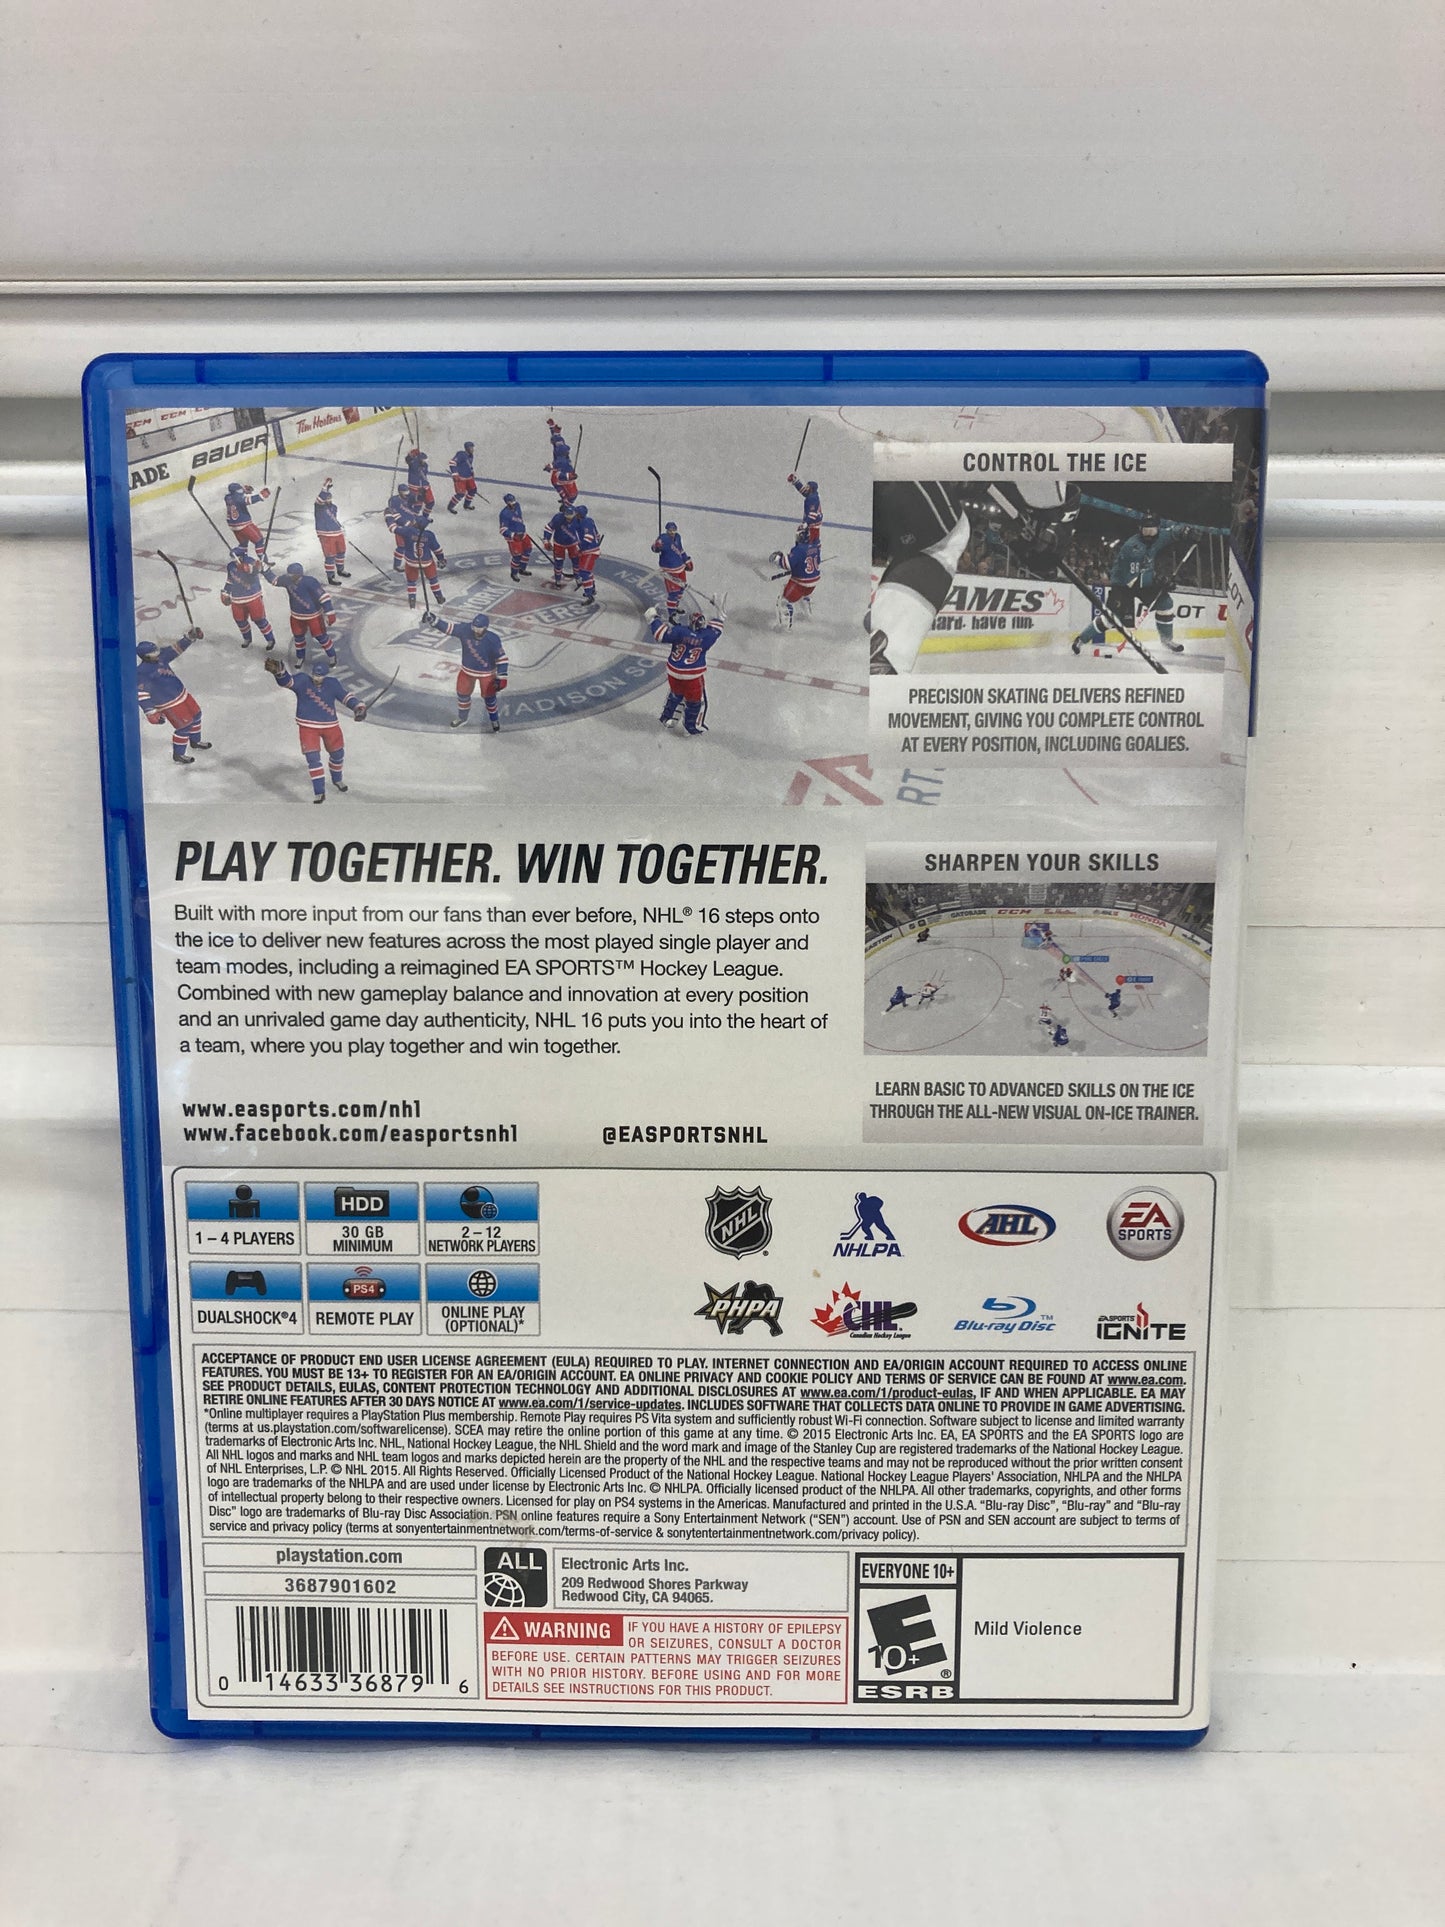 ADE
BAUER
Tim Hortons
CCM
MADISON SQ
33
CONTROL THE ICE
AMES
ard. have fun.
86
LOT
PRECISION SKATING DELIVERS REFINED
MOVEMENT, GIVING YOU COMPLETE CONTROL
AT EVERY POSITION, INCLUDING GOALIES.
PLAY TOGETHER. WIN TOGETHER.
Built with more input from our fans than ever before, NHL® 16 steps onto
the ice to deliver new features across the most played single player and
team modes, including a reimagined EA SPORTS™ Hockey League.
Combined with new gameplay balance and innovation at every position
and an unrivaled game day authenticity, NHL 16 puts you into the heart of
a team, where you play together and win together.
www.easports.com/nhl
www.facebook.com/easportsnhl
@EASPORTSNHL
SHARPEN YOUR SKILLS
GATORADE CCM Tim Hortons HONDA
LEARN BASIC TO ADVANCED SKILLS ON THE ICE
THROUGH THE ALL-NEW VISUAL ON-ICE TRAINER.
1 – 4 PLAYERS
HDD
30 GB
MINIMUM
2 – 12
NETWORK PLAYERS
DUALSHOCK®4
PS4
REMOTE PLAY
ONLINE PLAY
(OPTIONAL)*
NHL
NHLPA
AHL
EA
SPORTS
PHPA
CHL
Canadian Hockey League
Blu-ray Disc™
EA SPORTS
IGNITE
ACCEPTANCE OF PRODUCT END USER LICENSE AGREEMENT (EULA) REQUIRED TO PLAY. INTERNET CONNECTION AND EA/ORIGIN ACCOUNT REQUIRED TO ACCESS ONLINE
FEATURES. YOU MUST BE 13+ TO REGISTER FOR AN EA/ORIGIN ACCOUNT. EA ONLINE PRIVACY AND COOKIE POLICY AND TERMS OF SERVICE CAN BE FOUND AT www.ea.com.
SEE PRODUCT DETAILS, EULAS, CONTENT PROTECTION TECHNOLOGY AND ADDITIONAL DISCLOSURES AT www.ea.com/1/product-eulas, IF AND WHEN APPLICABLE. EA MAY
RETIRE ONLINE FEATURES AFTER 30 DAYS NOTICE AT www.ea.com/1/service-updates. INCLUDES SOFTWARE THAT COLLECTS DATA ONLINE TO PROVIDE IN GAME ADVERTISING.
*Online multiplayer requires a PlayStation Plus membership. Remote Play requires PS Vita system and sufficiently robust Wi-Fi connection. Software subject to license and limited warranty
(terms at us.playstation.com/softwarelicense). SCEA may retire the online portion of this game at any time. © 2015 Electronic Arts Inc. EA, EA SPORTS and the EA SPORTS logo are
trademarks of Electronic Arts Inc. NHL, National Hockey League, the NHL Shield and the word mark and image of the Stanley Cup are registered trademarks of the National Hockey League.
All NHL logos and marks and NHL team logos and marks depicted herein are the property of the NHL and the respective teams and may not be reproduced without the prior written consent
of NHL Enterprises, L.P. © NHL 2015. All Rights Reserved. Officially Licensed Product of the National Hockey League. National Hockey League Players' Association, NHLPA and the NHLPA
logo are trademarks of the NHLPA and are used under license by Electronic Arts Inc. © NHLPA. Officially licensed product of the NHLPA. All other trademarks, copyrights, and other forms
of intellectual property belong to their respective owners. Licensed for play on PS4 systems in the Americas. Manufactured and printed in the U.S.A. "Blu-ray Disc", "Blu-ray" and "Blu-ray
Disc" logo are trademarks of Blu-ray Disc Association. PSN online features require a Sony Entertainment Network ("SEN") account. Use of PSN and SEN account are subject to terms of
service and privacy policy (terms at sonyentertainmentnetwork.com/terms-of-service & sonytentertainmentnetwork.com/privacy policy).
playstation.com
3687901602
0 14633 36879 6
ALL
Electronic Arts Inc.
209 Redwood Shores Parkway
Redwood City, CA 94065.
WARNING IF YOU HAVE A HISTORY OF EPILEPSY
OR SEIZURES, CONSULT A DOCTOR
BEFORE USE. CERTAIN PATTERNS MAY TRIGGER SEIZURES
WITH NO PRIOR HISTORY. BEFORE USING AND FOR MORE
DETAILS SEE INSTRUCTIONS FOR THIS PRODUCT.
EVERYONE 10+
E
10+
®
ESRB
Mild Violence